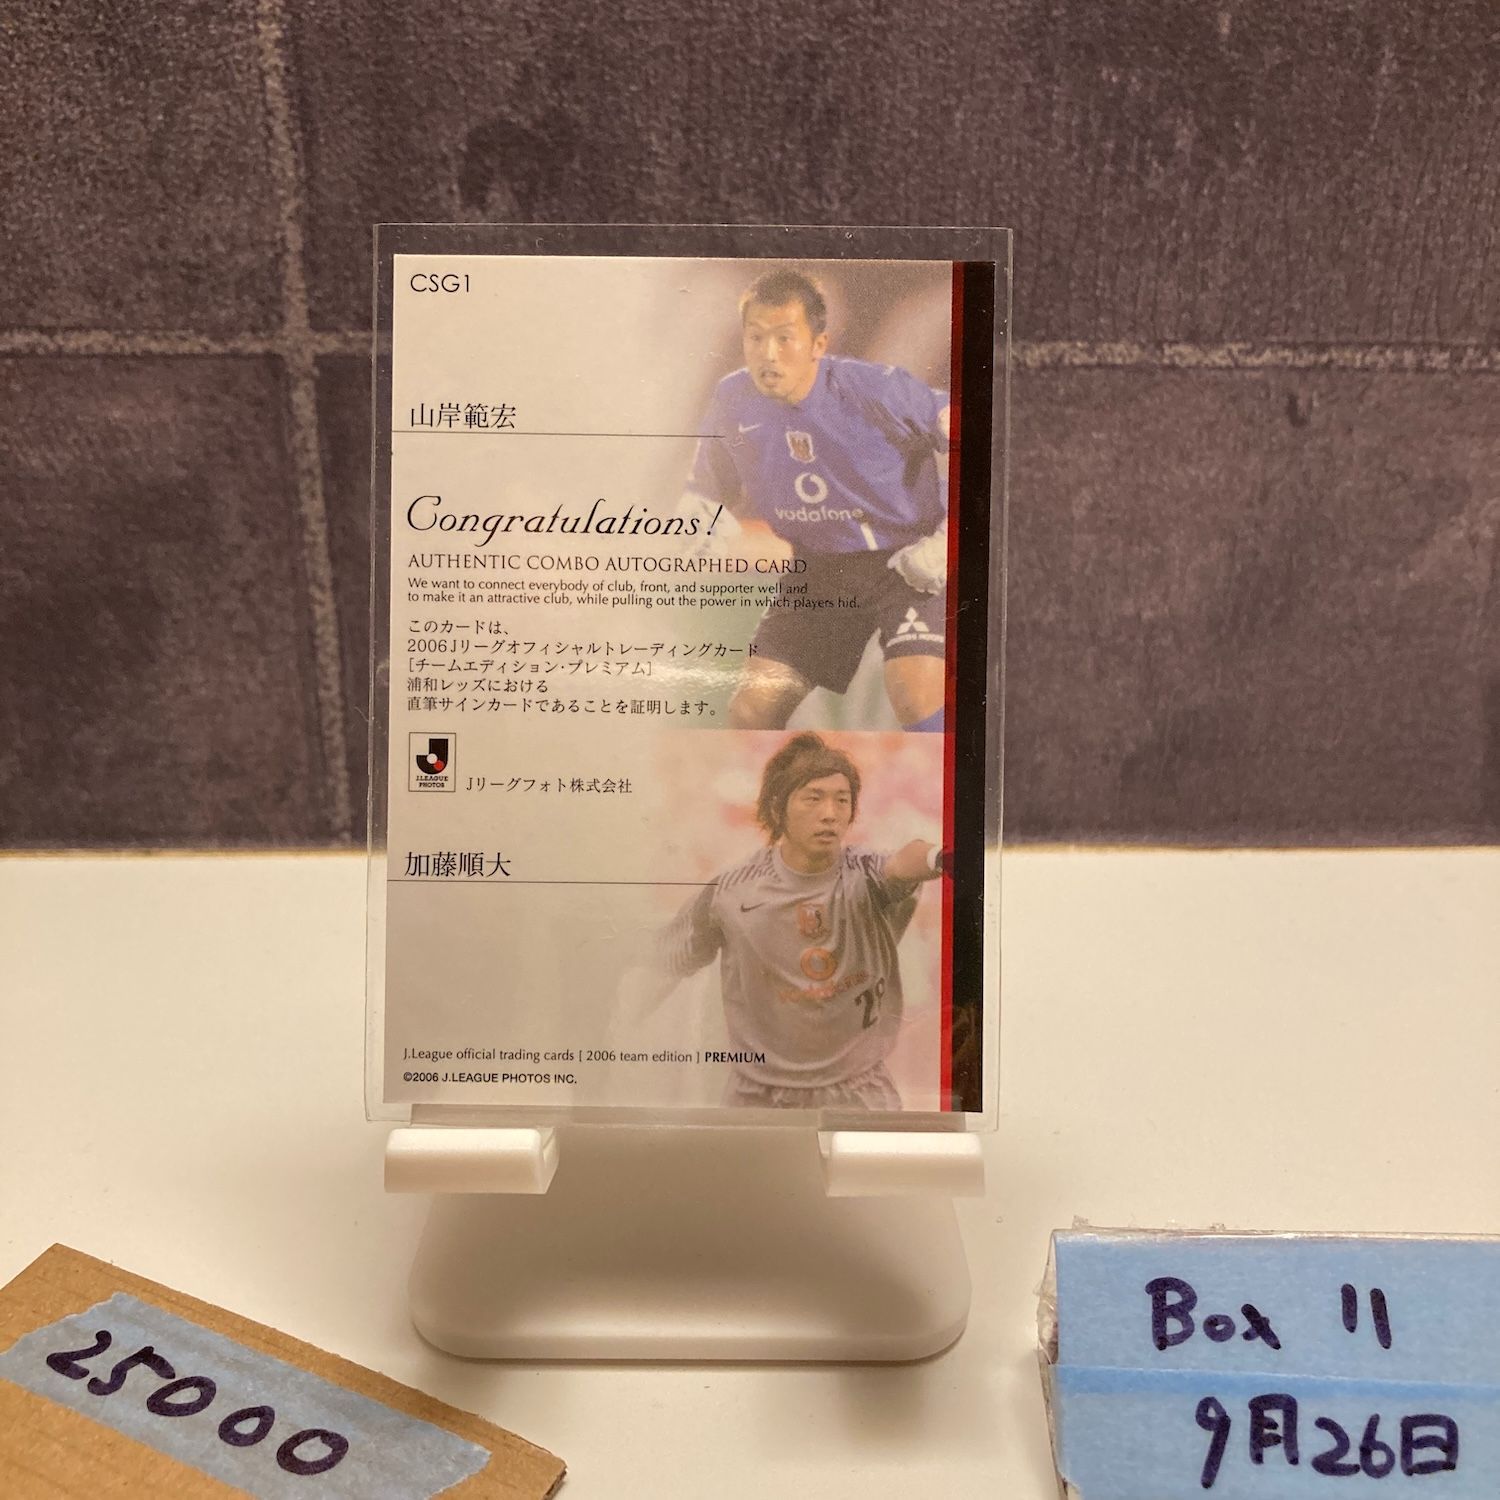 CSG1
山岸範宏
vodafone
Congratulations!
AUTHENTIC COMBO AUTOGRAPHED CARD
We want to connect everybody of club, front, and supporter well and
to make it an attractive club, while pulling out the power in which players hid.
このカードは、
2006Jリーグオフィシャルトレーディングカード
[チームエディション・プレミアム]
浦和レッズにおける
直筆サインカードであることを証明します。
J.LEAGUE
PHOTOS
Jリーグフォト株式会社
加藤順大
J.League official trading cards [ 2006 team edition ] PREMIUM
©2006 J.LEAGUE PHOTOS INC.
25000
Box 11
9月26日